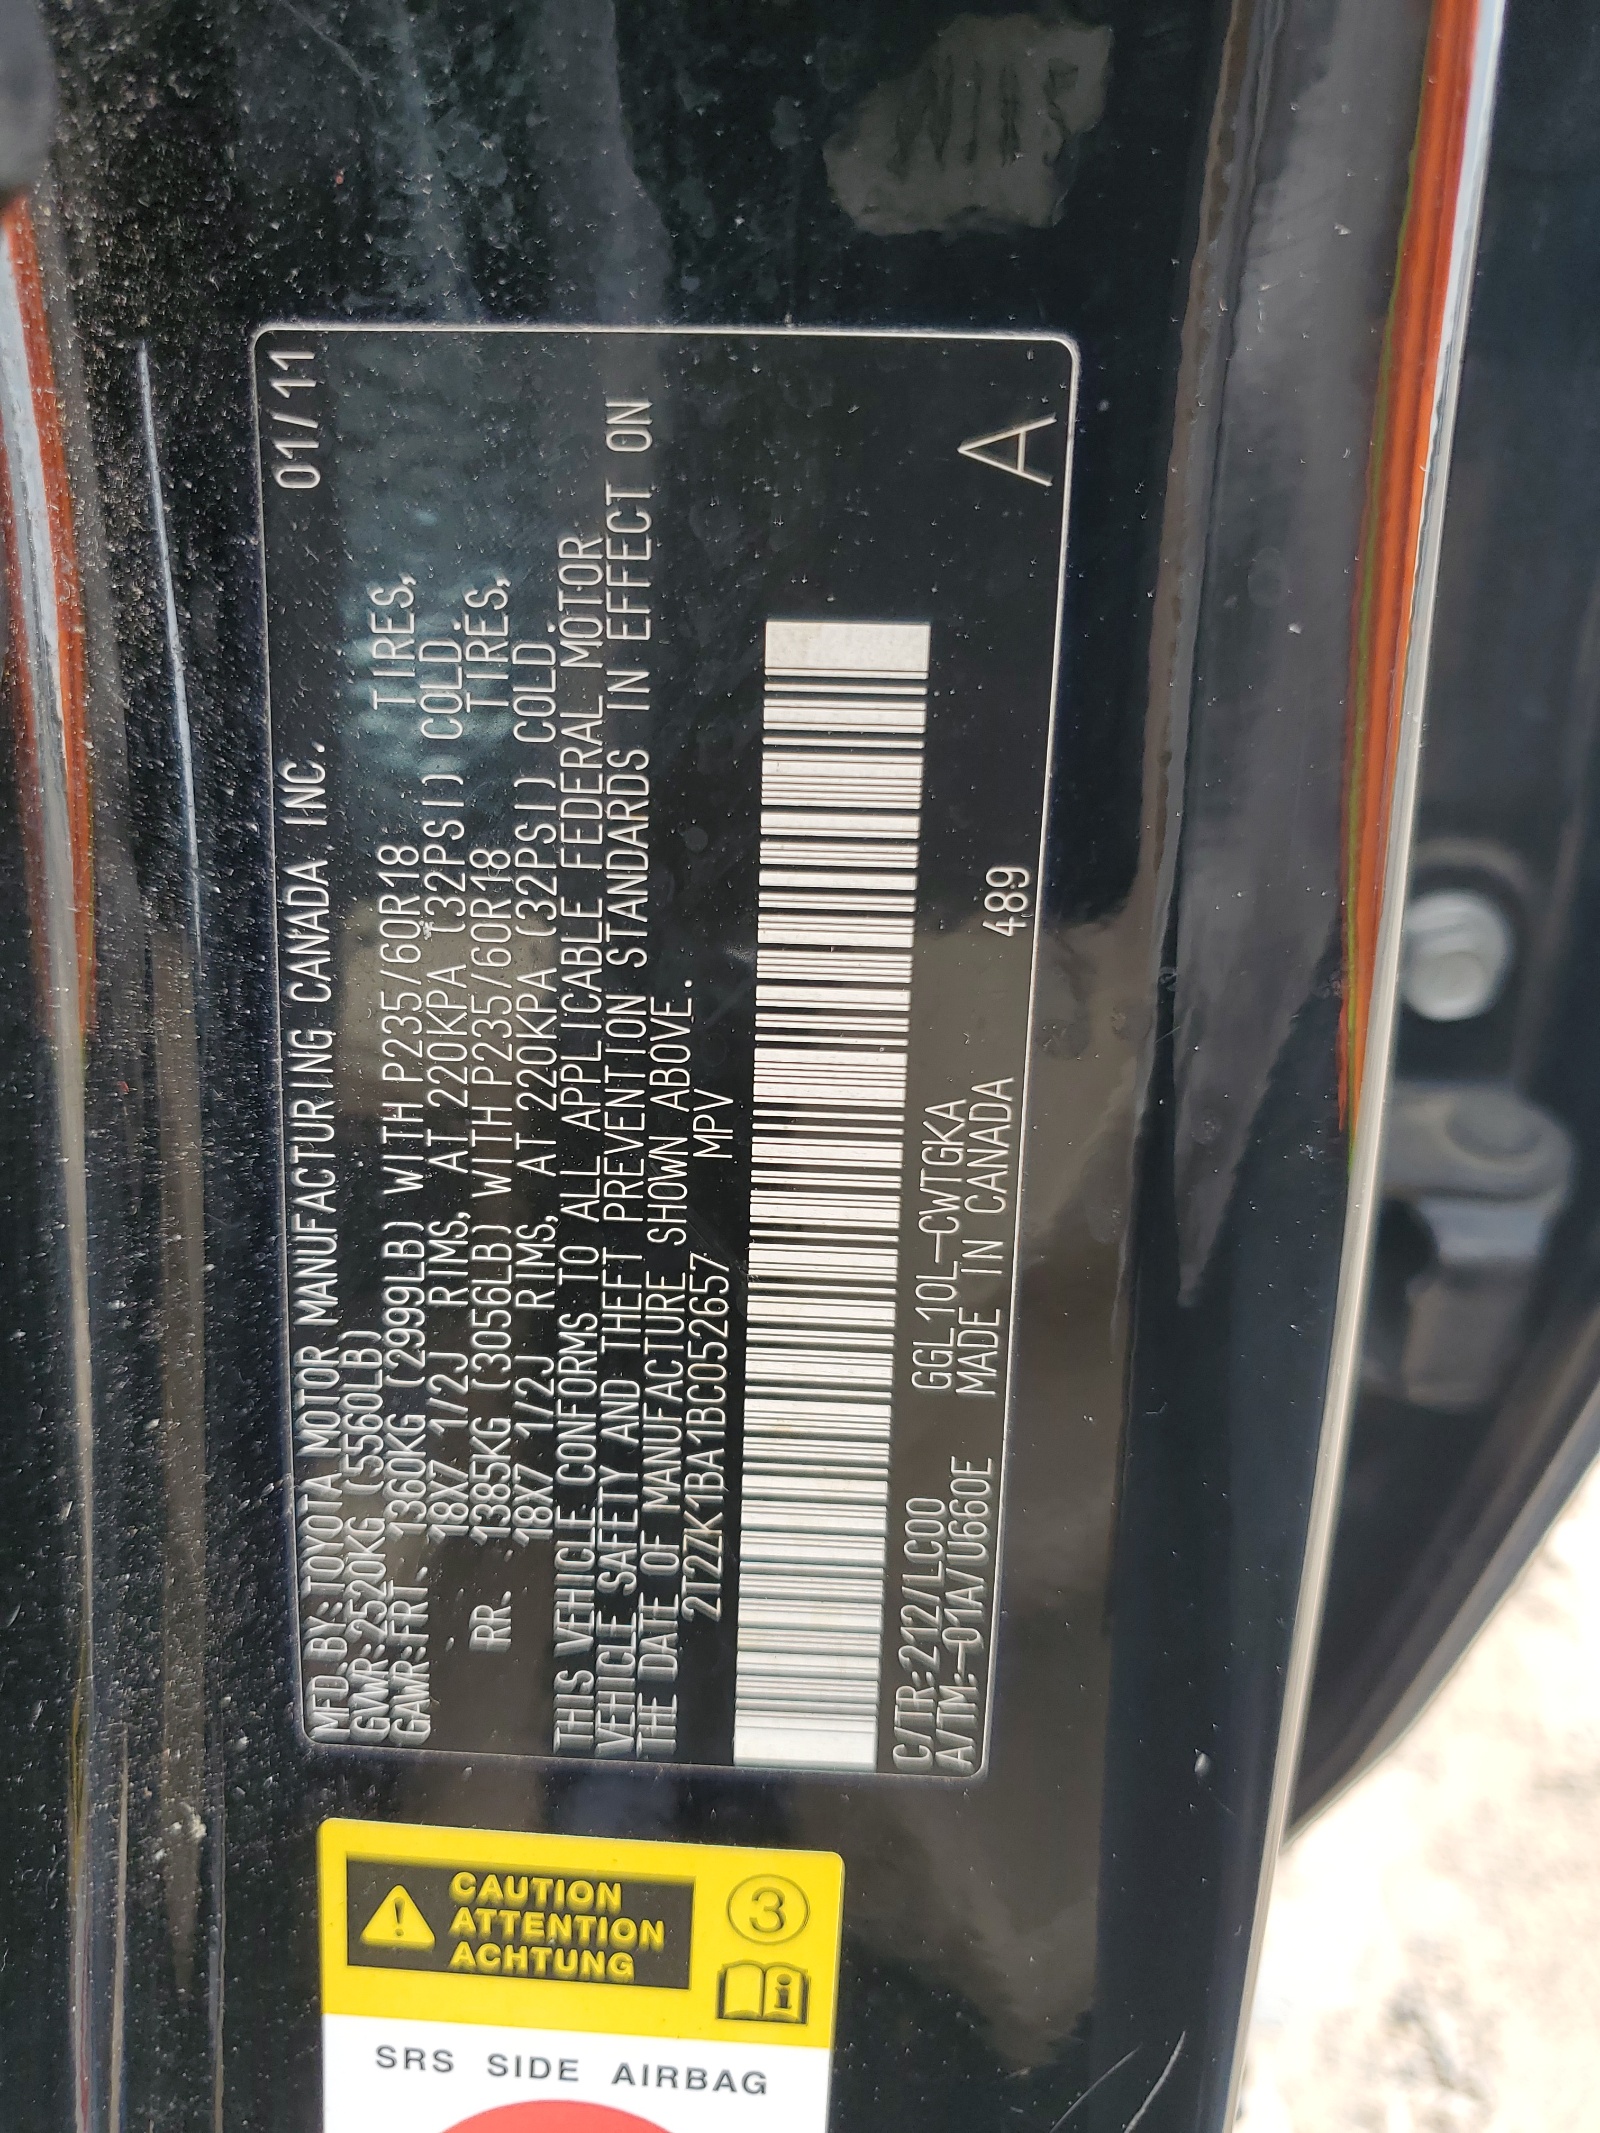 MFD.BY:TOYOTA MOTOR MANUFACTURING CANADA INC. 01/11
GVWR:2520KG (5560LB)
GAWR:FRT. 1360KG (2999LB) WITH P235/60R18 TIRES,
18X7 1/2J RIMS, AT 220KPA (32PSI) COLD.
RR. 1385KG (3056LB) WITH P235/60R18 TIRES,
18X7 1/2J RIMS, AT 220KPA (32PSI) COLD.
THIS VEHICLE CONFORMS TO ALL APPLICABLE FEDERAL MOTOR
VEHICLE SAFETY AND THEFT PREVENTION STANDARDS IN EFFECT ON
THE DATE OF MANUFACTURE SHOWN ABOVE.
2T2ZK1BA1BC052657 MPV
C/TR:212/LC00 GGL10L-CWTGKA
A/TM:-01A/U660E MADE IN CANADA 489
A
CAUTION
ATTENTION
ACHTUNG
3
i
SRS SIDE AIRBAG